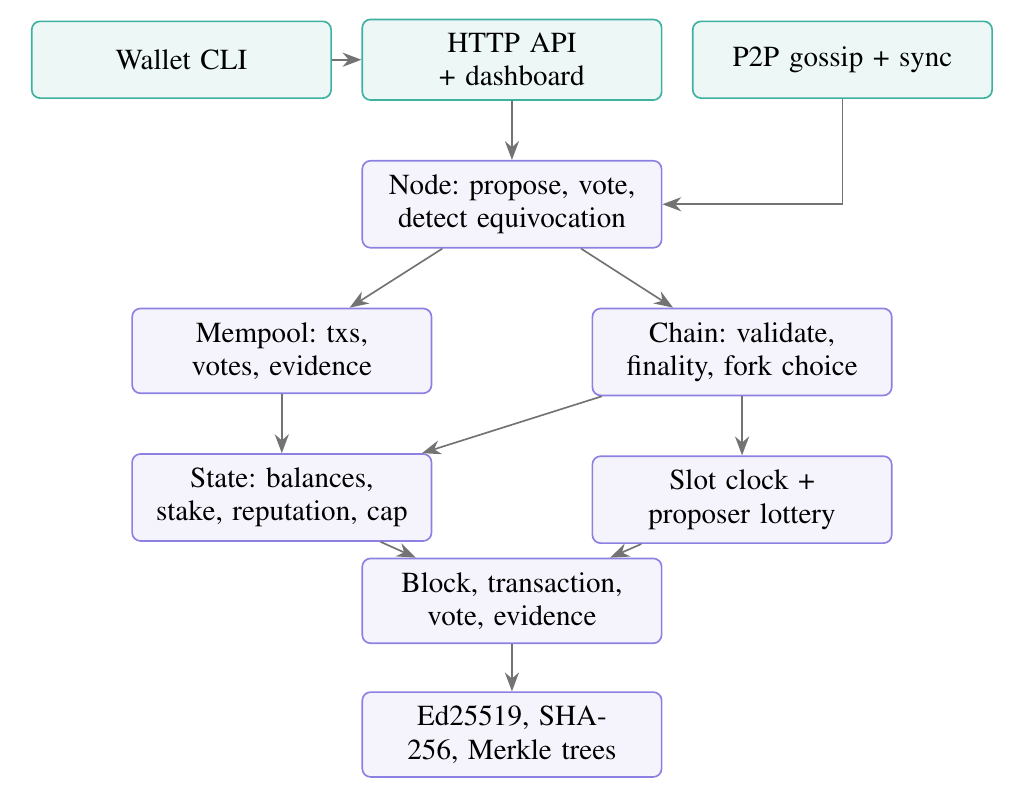 Wallet CLI
HTTP API
+ dashboard
P2P gossip + sync
Node: propose, vote,
detect equivocation
Mempool: txs,
votes, evidence
Chain: validate,
finality, fork choice
State: balances,
stake, reputation, cap
Slot clock +
proposer lottery
Block, transaction,
vote, evidence
Ed25519, SHA-
256, Merkle trees